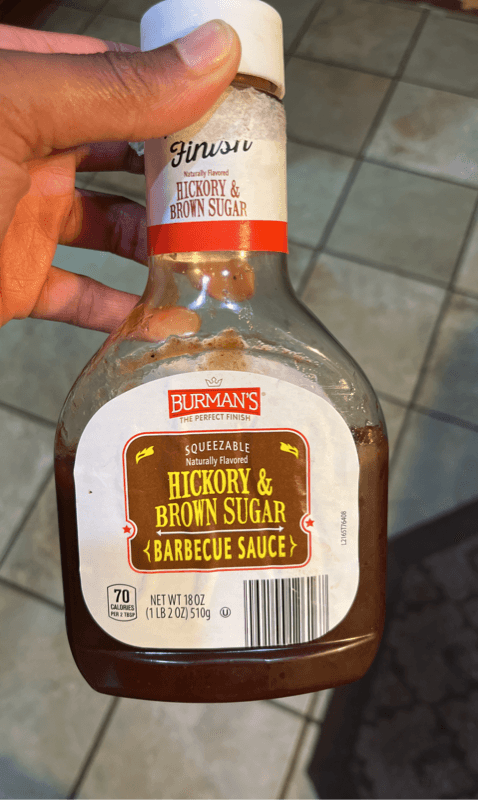 Finish
Naturally Flavored
HICKORY &
BROWN SUGAR
BURMAN'S
THE PERFECT FINISH
SQUEEZABLE
Naturally Flavored
HICKORY &
BROWN SUGAR
BARBECUE SAUCE
70
CALORIES
PER 2 TBSP
NET WT 18 OZ
(1 LB 2 OZ) 510g
U